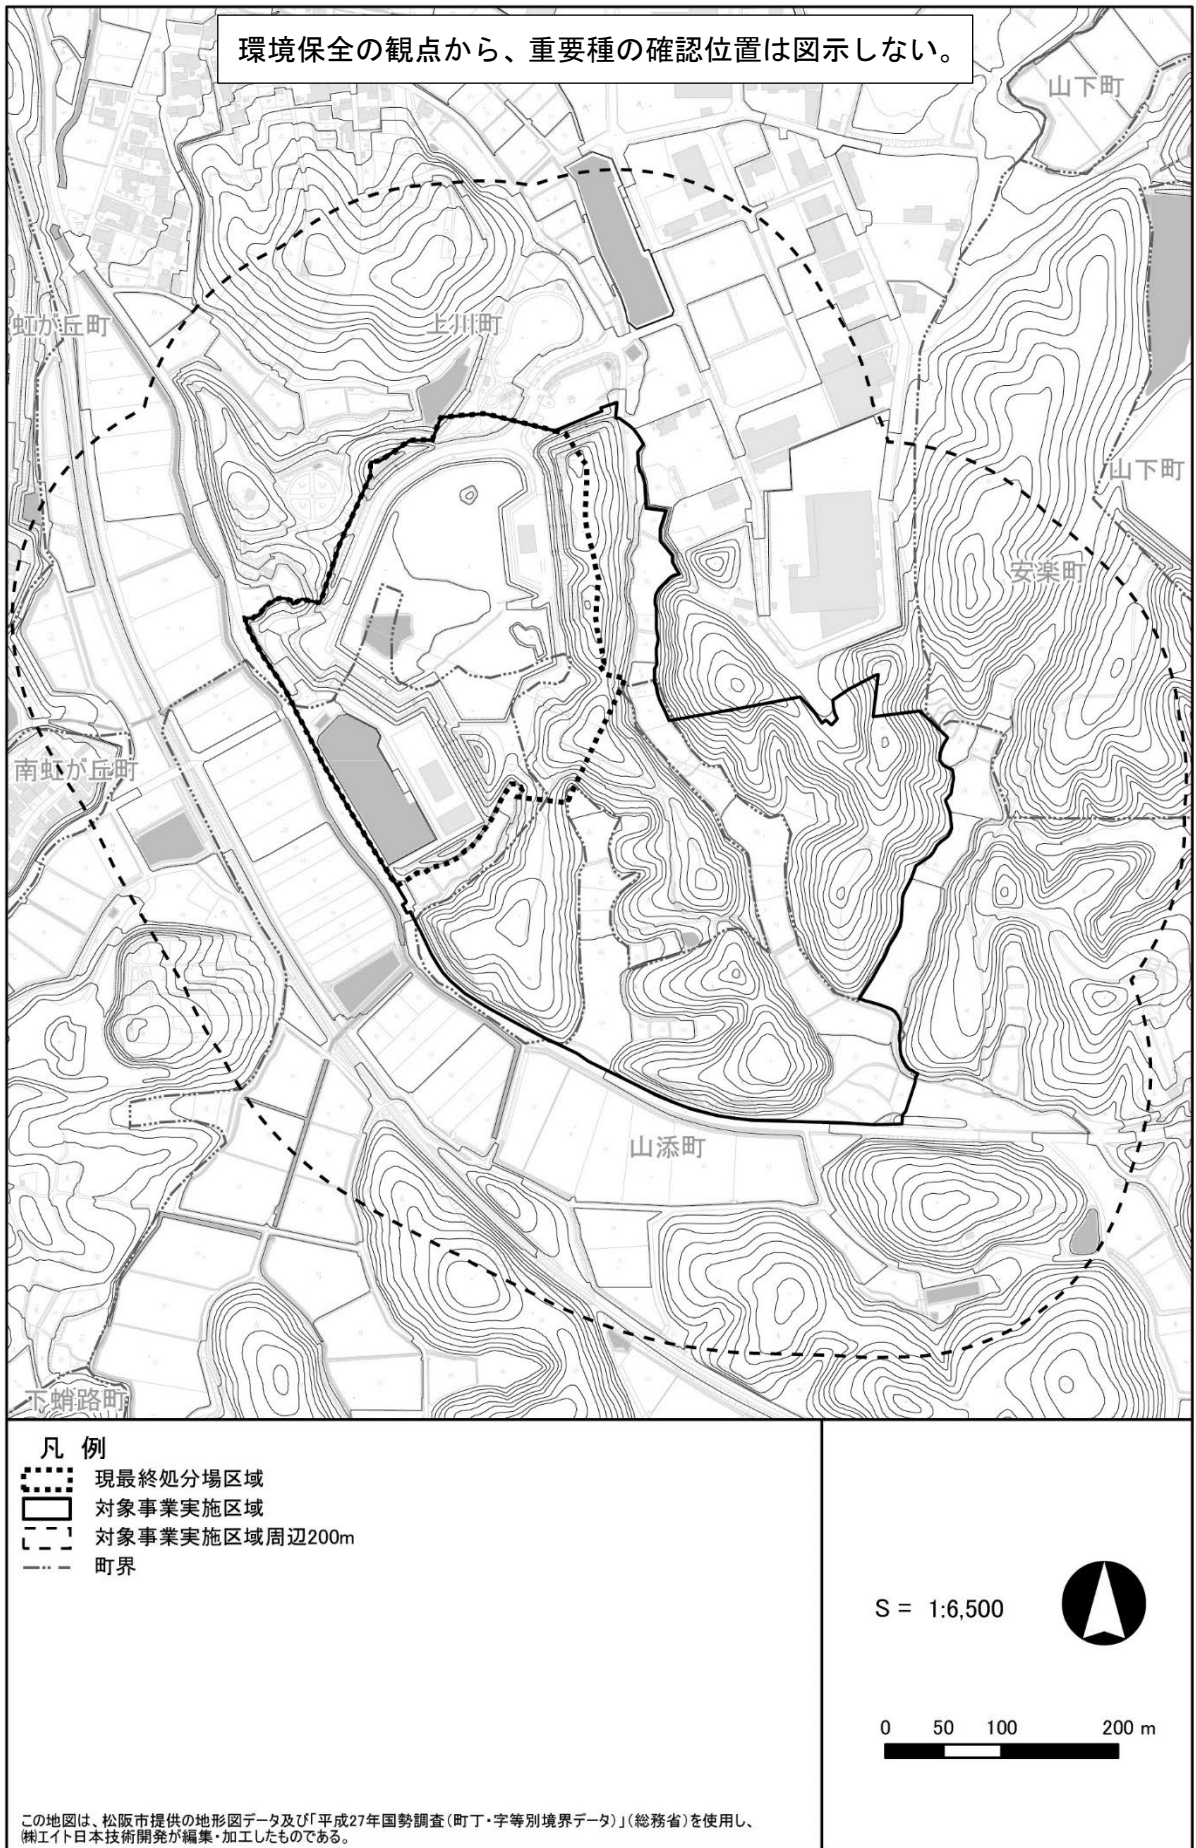 環境保全の観点から、重要種の確認位置は図示しない。
山下町
虹が丘町
上川町
山下町
安楽町
南虹が丘町
山添町
下蛸路町
凡 例
現最終処分場区域
対象事業実施区域
対象事業実施区域周辺200m
町界
S = 1:6,500
0 50 100 200 m
この地図は、松阪市提供の地形図データ及び「平成27年国勢調査(町丁・字等別境界データ)」(総務省)を使用し、
㈱エイト日本技術開発が編集・加工したものである。